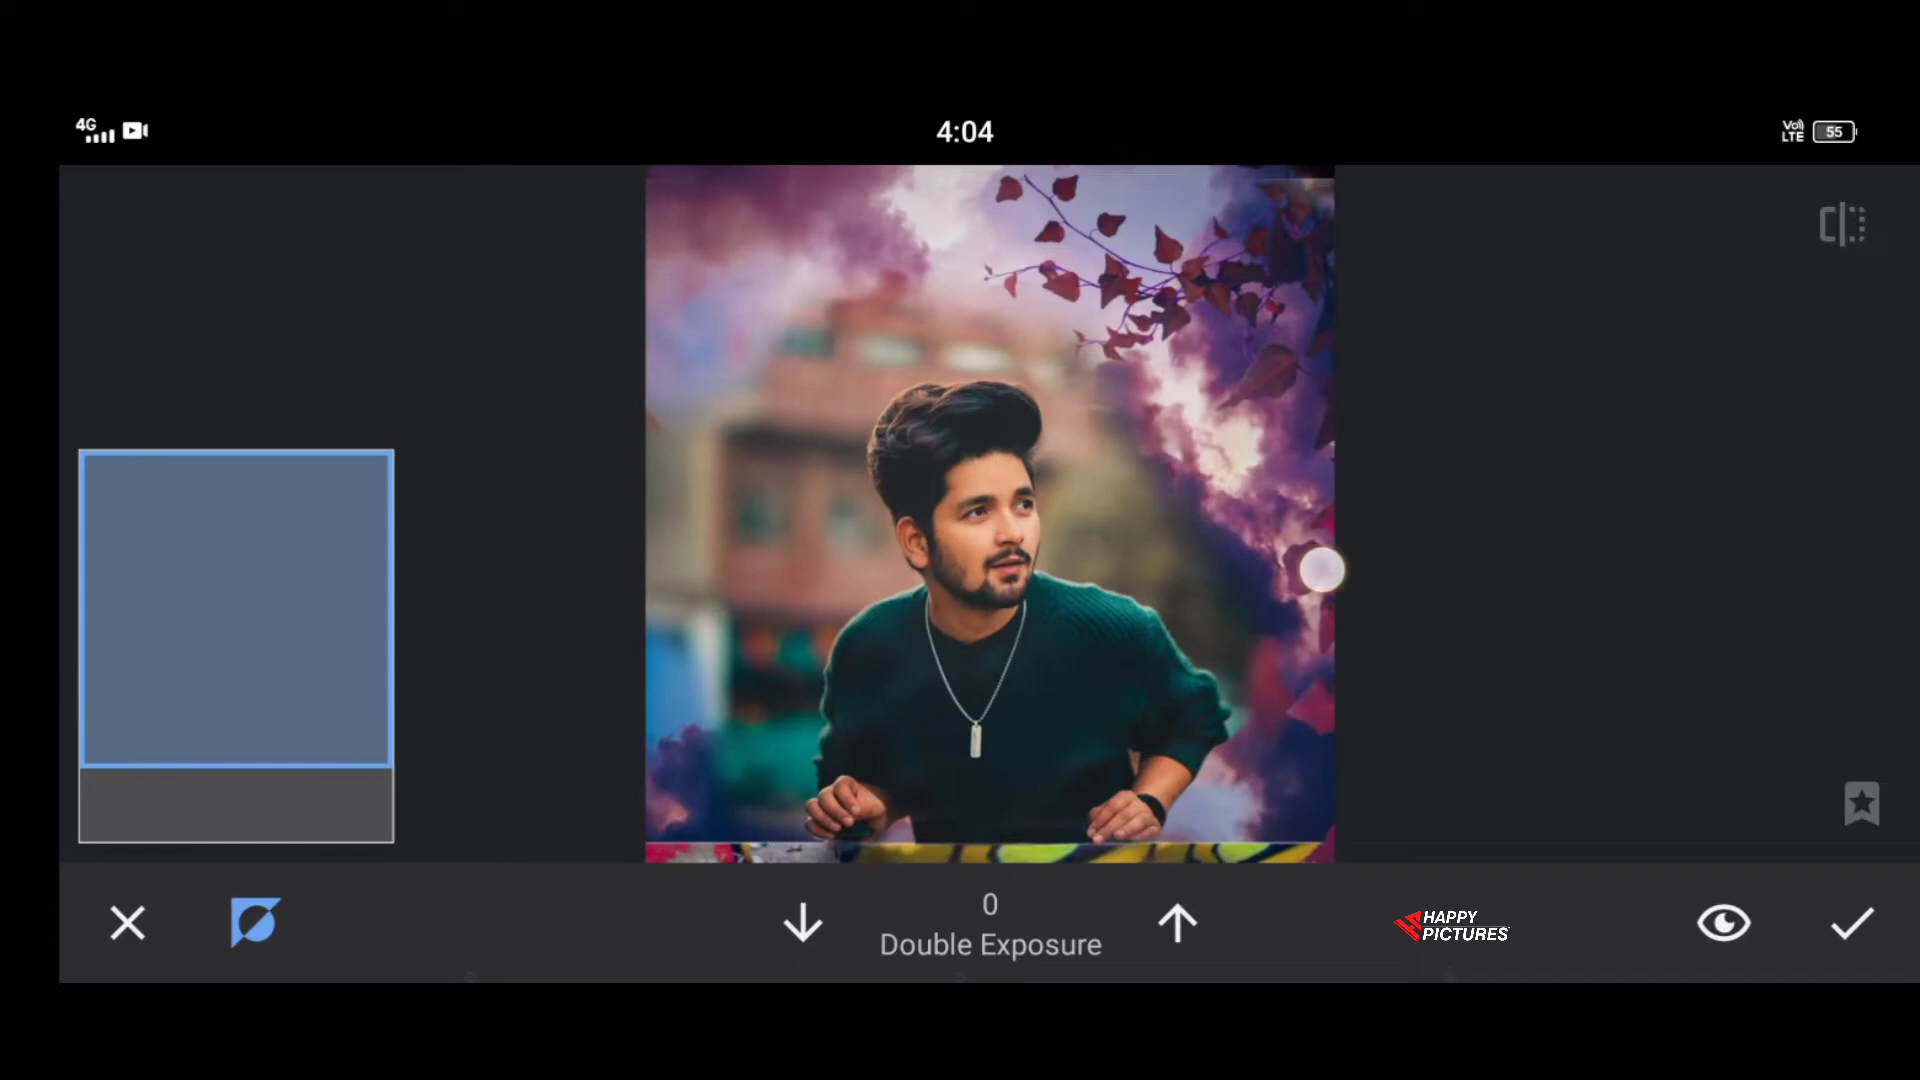 4G
4:04
Vo))
LTE
55
0
Double Exposure
HAPPY
PICTURES